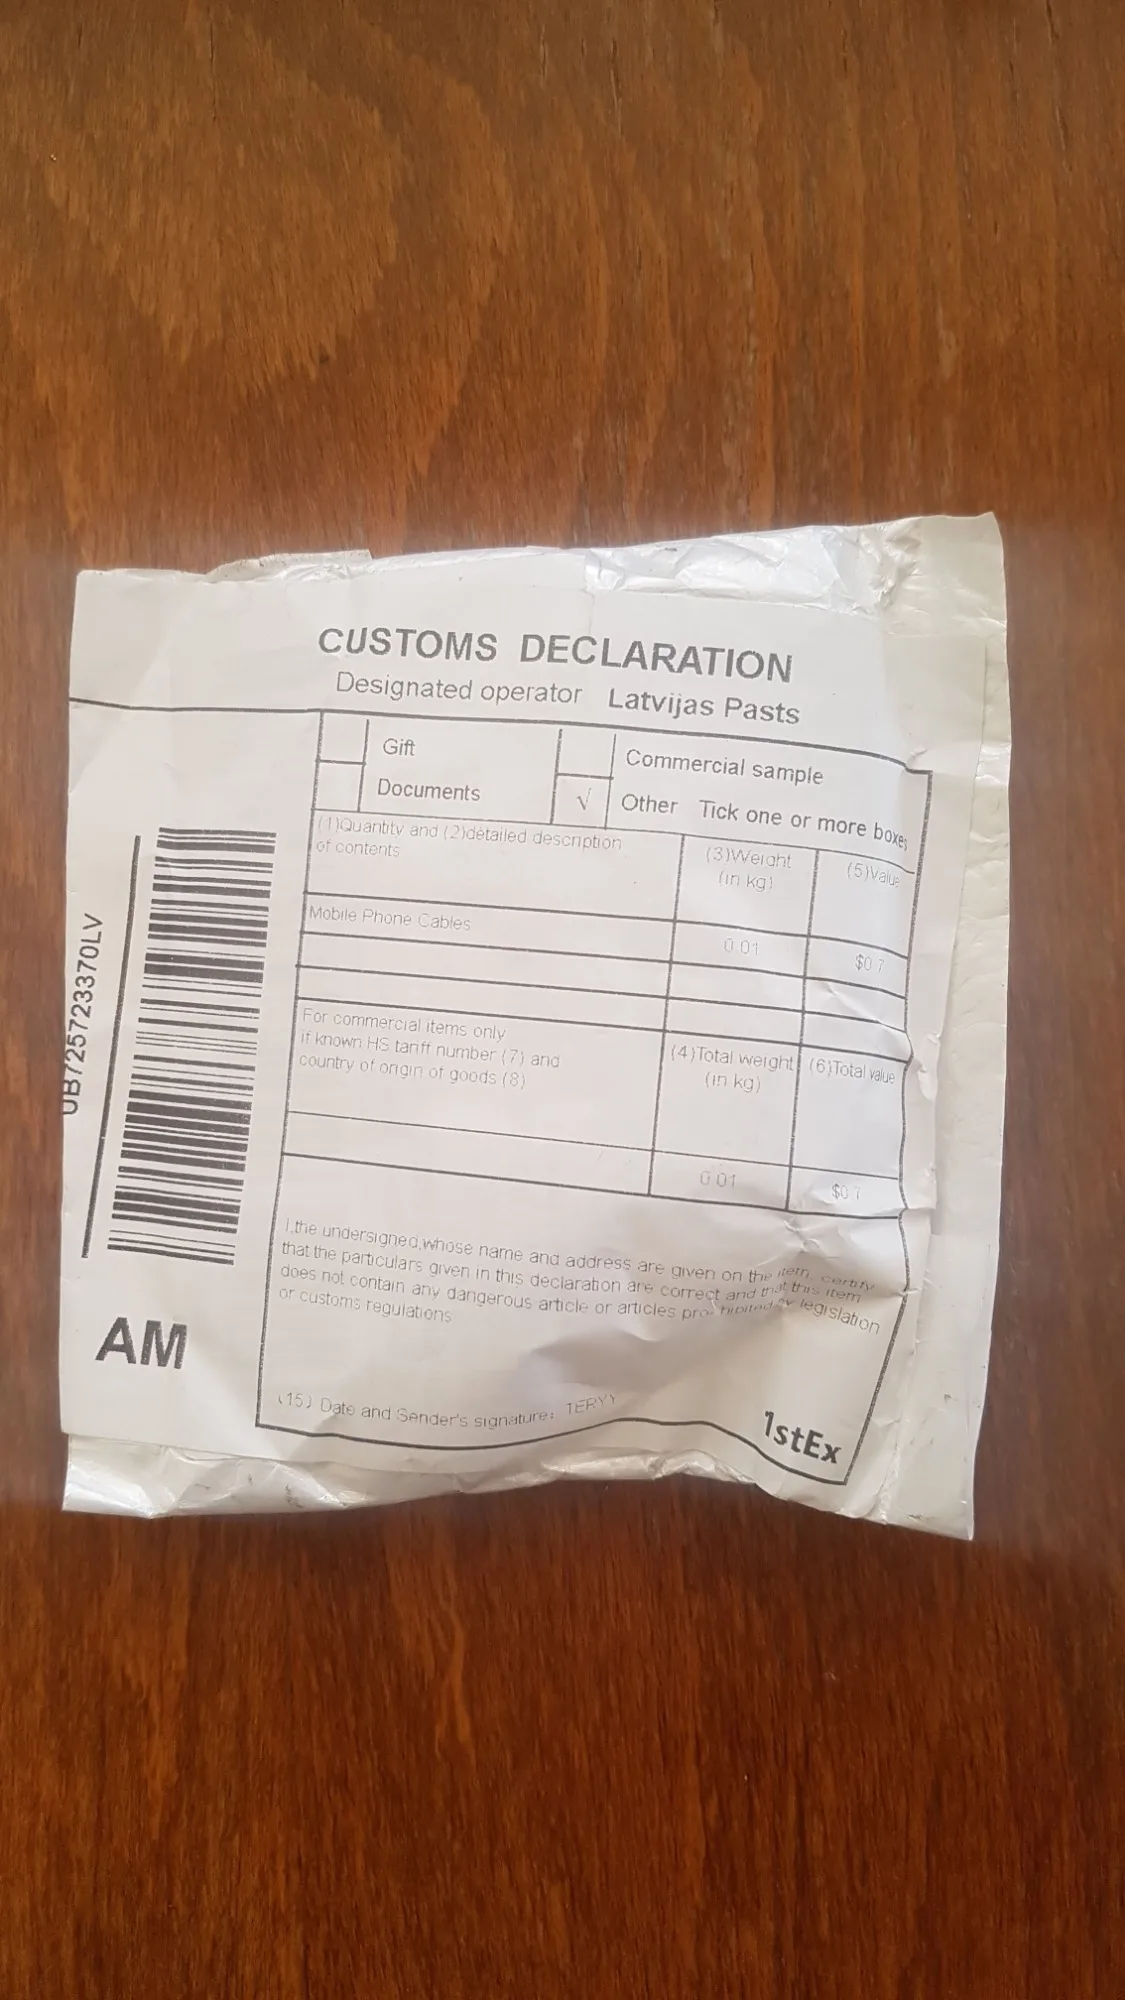 CUSTOMS DECLARATION
Designated operator Latvijas Pasts
Gift
Commercial sample
Documents
√ Other Tick one or more boxes
(1)Quantity and (2)detailed description
of contents
(3)Weight
(in kg)
(5)Value
Mobile Phone Cables
0.01
$0.7
For commercial items only
if known HS tariff number (7) and
country of origin of goods (8)
(4)Total weight
(in kg)
(6)Total value
0.01
$0.7
I,the undersigned,whose name and address are given on the item, certify
that the particulars given in this declaration are correct and that this item
does not contain any dangerous article or articles prohibited by legislation
or customs regulations
(15) Date and Sender's signature: TERYY
1stEx
UB725723370LV
AM